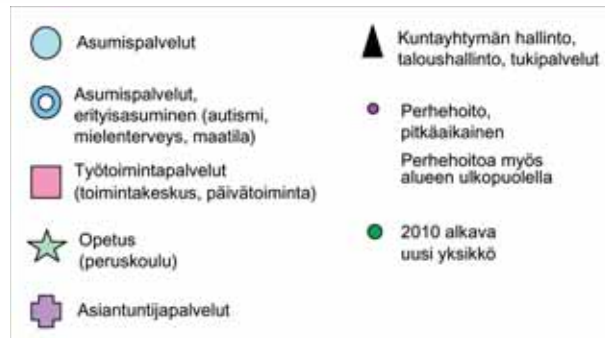 Asumispalvelut
Asumispalvelut,
erityisasuminen (autismi,
mielenterveys, maatila)
Työtoimintapalvelut
(toimintakeskus, päivätoiminta)
Opetus
(peruskoulu)
Asiantuntijapalvelut
Kuntayhtymän hallinto,
taloushallinto, tukipalvelut
Perhehoito,
pitkäaikainen
Perhehoitoa myös
alueen ulkopuolella
2010 alkava
uusi yksikkö